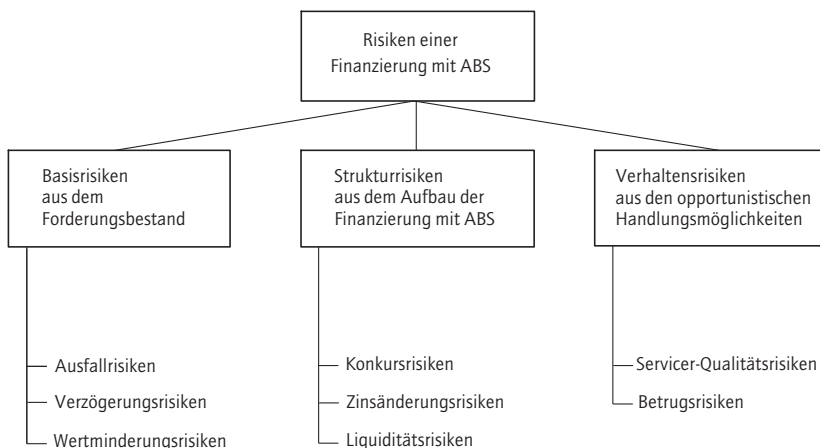 Risiken einer
Finanzierung mit ABS
Basisrisiken
aus dem
Forderungsbestand
Strukturrisiken
aus dem Aufbau der
Finanzierung mit ABS
Verhaltensrisiken
aus den opportunistischen
Handlungsmöglichkeiten
Ausfallrisiken
Verzögerungsrisiken
Wertminderungsrisiken
Konkursrisiken
Zinsänderungsrisiken
Liquiditätsrisiken
Servicer-Qualitätsrisiken
Betrugsrisiken